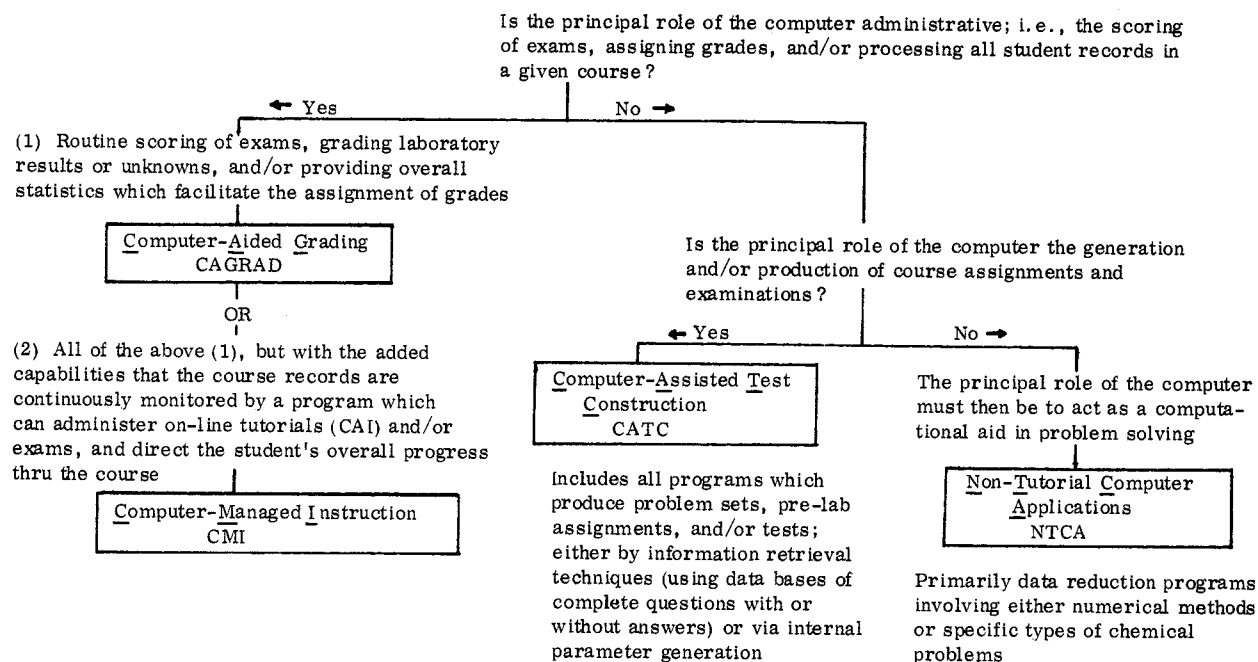 Is the principal role of the computer administrative; i.e., the scoring
of exams, assigning grades, and/or processing all student records in
a given course?
← Yes
No →
(1) Routine scoring of exams, grading laboratory
results or unknowns, and/or providing overall
statistics which facilitate the assignment of grades
Computer-Aided Grading
CAGRAD
OR
(2) All of the above (1), but with the added
capabilities that the course records are
continuously monitored by a program which
can administer on-line tutorials (CAI) and/or
exams, and direct the student's overall progress
thru the course
Computer-Managed Instruction
CMI
Is the principal role of the computer the generation
and/or production of course assignments and
examinations?
← Yes
No →
Computer-Assisted Test
Construction
CATC
Includes all programs which
produce problem sets, pre-lab
assignments, and/or tests;
either by information retrieval
techniques (using data bases of
complete questions with or
without answers) or via internal
parameter generation
The principal role of the computer
must then be to act as a computa-
tional aid in problem solving
Non-Tutorial Computer
Applications
NTCA
Primarily data reduction programs
involving either numerical methods
or specific types of chemical
problems